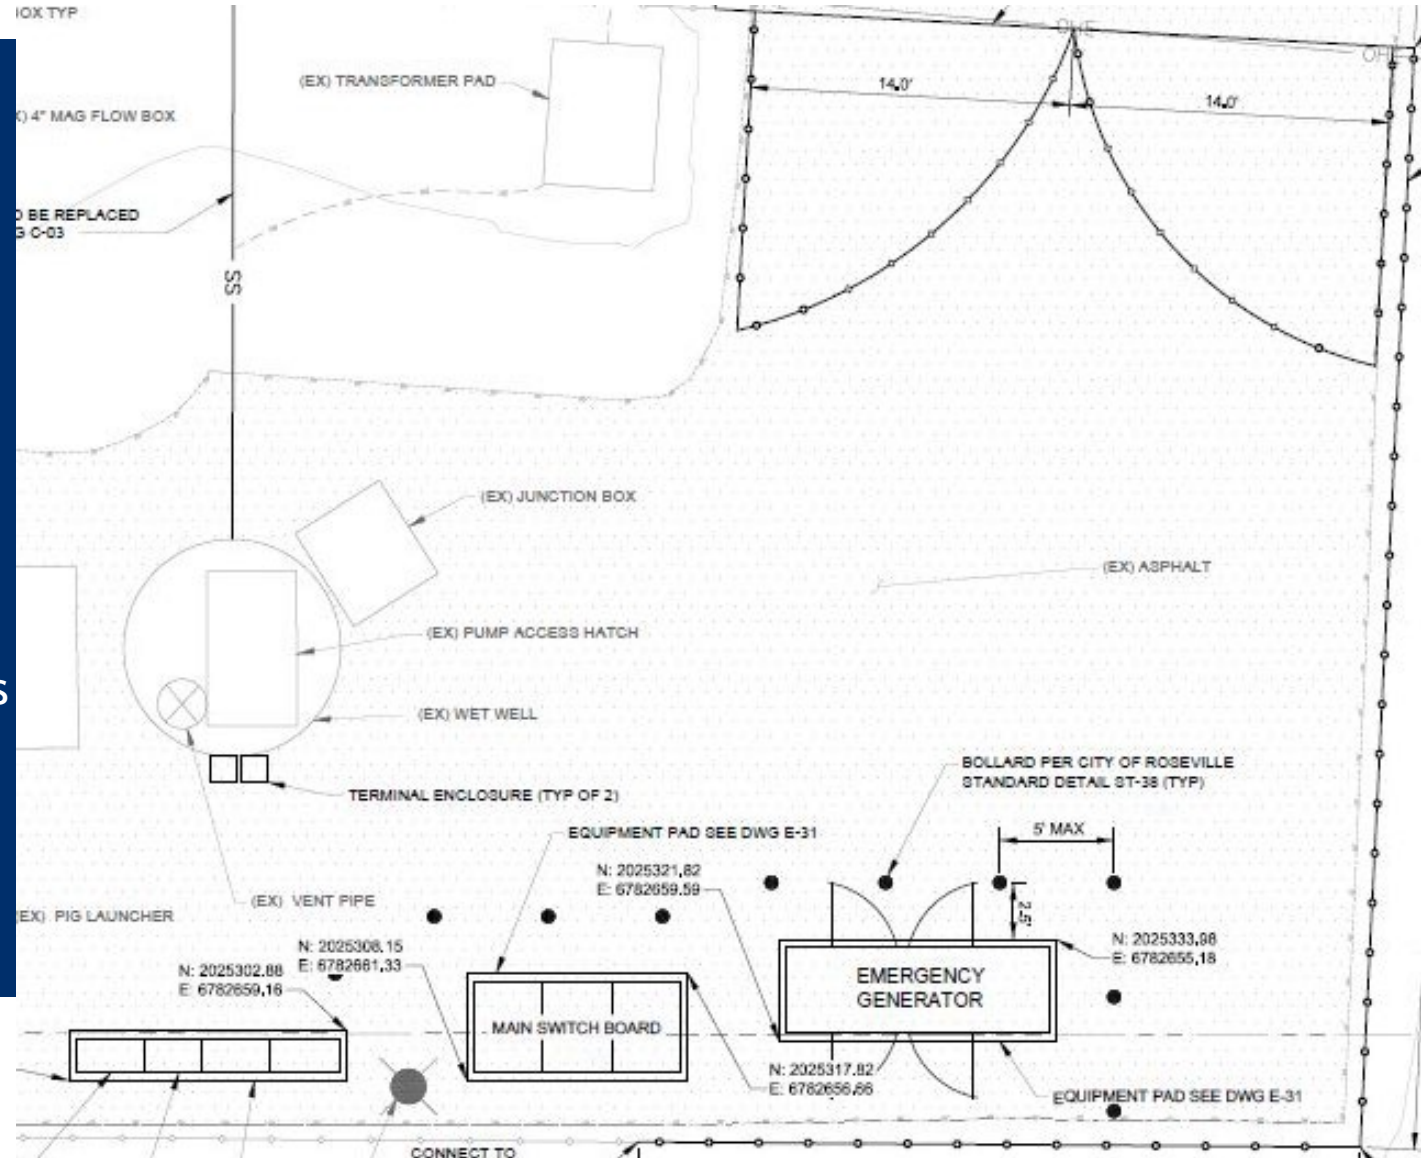 BOX TYP
(EX) TRANSFORMER PAD
(EX) 4" MAG FLOW BOX
BE REPLACED
C-03
SS
OHE
14.0'
14.0'
(EX) JUNCTION BOX
(EX) ASPHALT
(EX) PUMP ACCESS HATCH
(EX) WET WELL
TERMINAL ENCLOSURE (TYP OF 2)
BOLLARD PER CITY OF ROSEVILLE
STANDARD DETAIL ST-38 (TYP)
5' MAX
EQUIPMENT PAD SEE DWG E-31
N: 2025321.82
E: 6782659.59
2.5'
(EX) VENT PIPE
(EX) PIG LAUNCHER
N: 2025308.15
E: 6782661.33
N: 2025302.88
E: 6782659.16
N: 2025333.98
E: 6782655.18
EMERGENCY
GENERATOR
MAIN SWITCH BOARD
N: 2025317.82
E: 6782656.66
EQUIPMENT PAD SEE DWG E-31
CONNECT TO